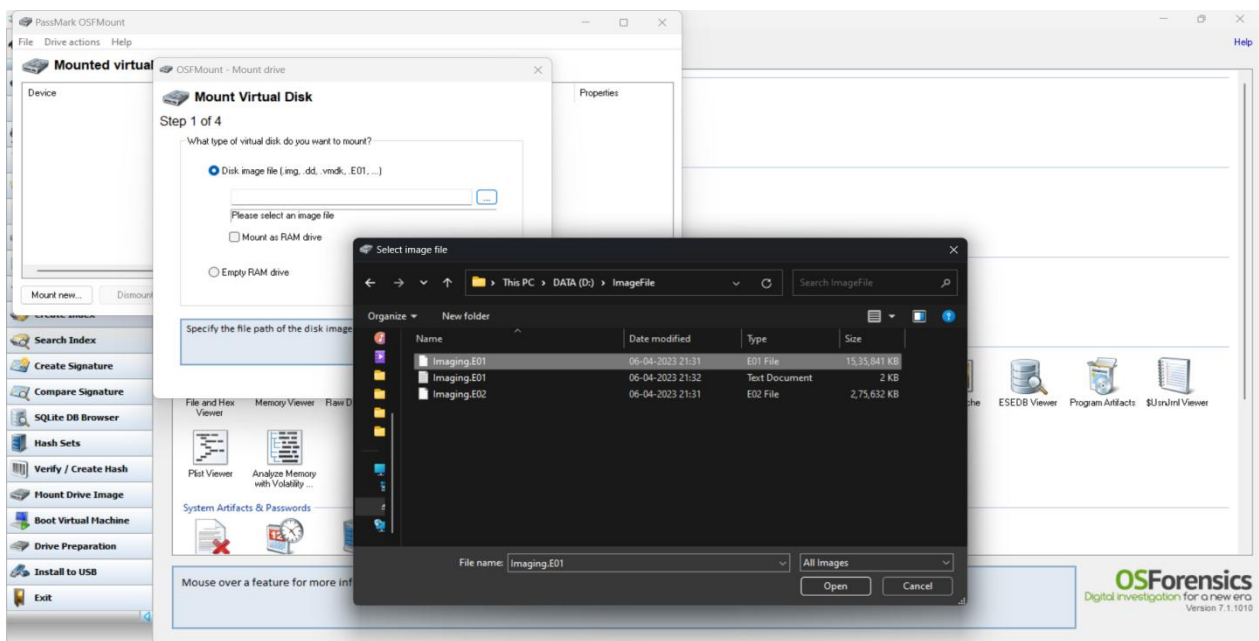 PassMark OSFMount
File Drive actions Help
Help
Mounted virtual
Device
Properties
OSFMount - Mount drive
Mount Virtual Disk
Step 1 of 4
What type of virtual disk do you want to mount?
Disk image file (.img, .dd, .vmdk, .E01, ...)
...
Please select an image file
Mount as RAM drive
Empty RAM drive
Specify the file path of the disk image
Mount new...
Dismount
Select image file
This PC > DATA (D:) > ImageFile
Search ImageFile
Organize
New folder
Name Date modified Type Size
Imaging.E01 06-04-2023 21:31 E01 File 15,35,841 KB
Imaging.E01 06-04-2023 21:32 Text Document 2 KB
Imaging.E02 06-04-2023 21:31 E02 File 2,75,632 KB
File name: Imaging.E01
All Images
Open
Cancel
Create Index
Search Index
Create Signature
Compare Signature
SQLite DB Browser
Hash Sets
Verify / Create Hash
Mount Drive Image
Boot Virtual Machine
Drive Preparation
Install to USB
Exit
File and Hex
Viewer
Memory Viewer
Raw D
che
ESEDB Viewer
Program Artifacts
$UsnJrnl Viewer
Plist Viewer
Analyze Memory
with Volatility ...
System Artifacts & Passwords
Mouse over a feature for more inf
OSForensics
Digital investigation for a new era
Version 7.1.1010